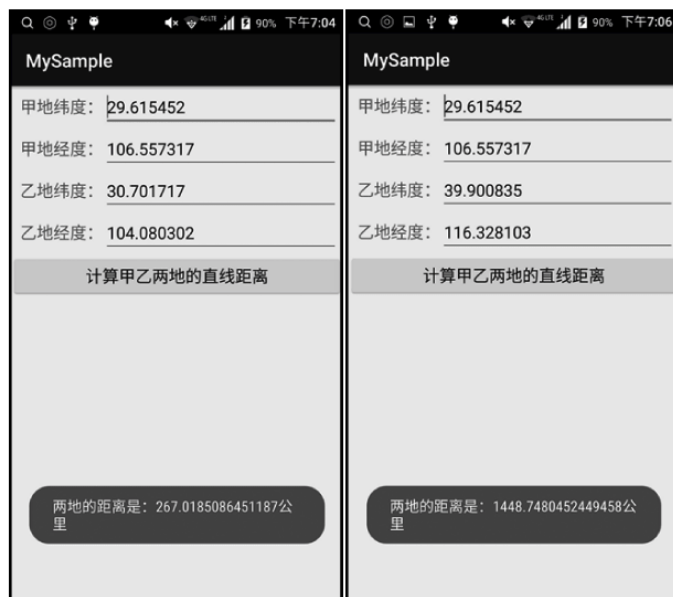 4G LTE 90% 下午7:04
MySample
甲地纬度： 29.615452
甲地经度： 106.557317
乙地纬度： 30.701717
乙地经度： 104.080302
计算甲乙两地的直线距离
两地的距离是：267.0185086451187公
里
4G LTE 90% 下午7:06
MySample
甲地纬度： 29.615452
甲地经度： 106.557317
乙地纬度： 39.900835
乙地经度： 116.328103
计算甲乙两地的直线距离
两地的距离是：1448.7480452449458公
里